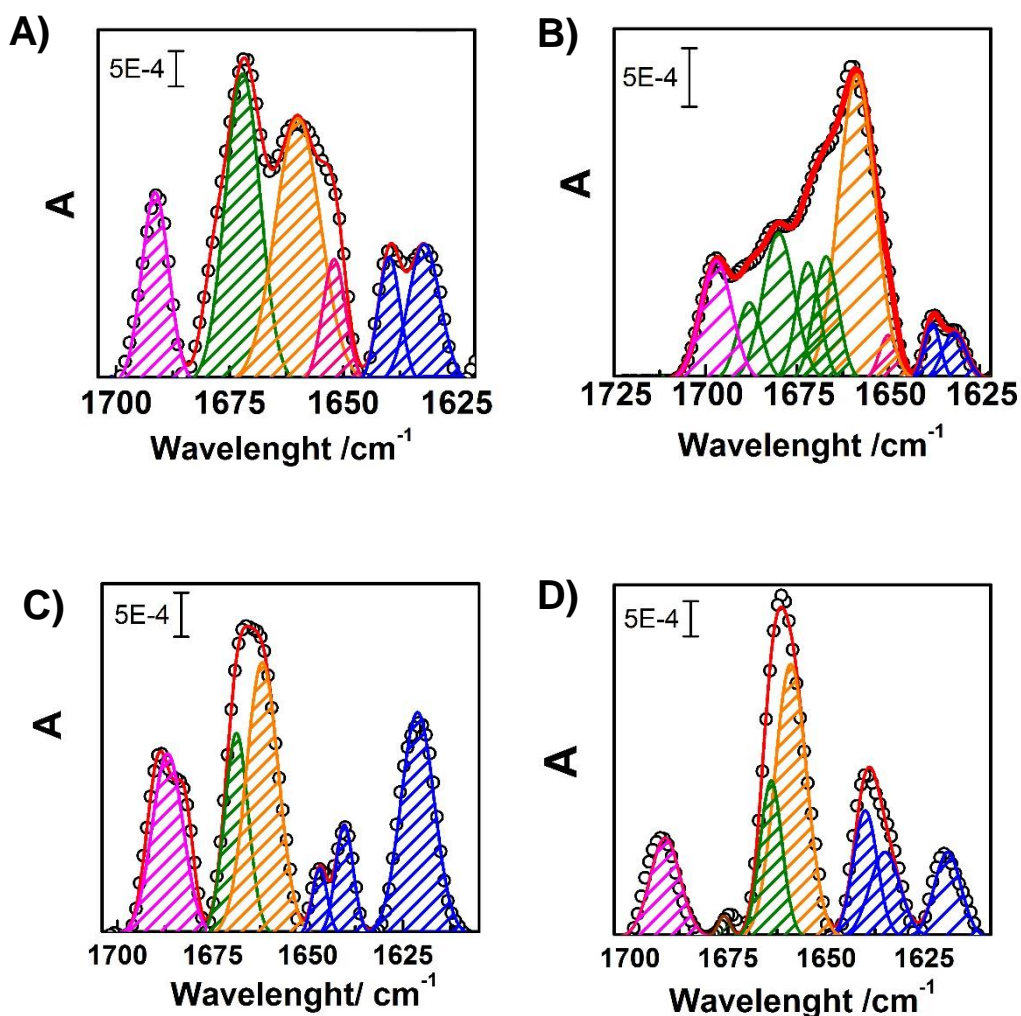 A)
5E-4
A
1700 1675 1650 1625
Wavelenght /cm-1
B)
5E-4
A
1725 1700 1675 1650 1625
Wavelenght /cm-1
C)
5E-4
A
1700 1675 1650 1625
Wavelenght/ cm-1
D)
5E-4
A
1700 1675 1650 1625
Wavelenght /cm-1